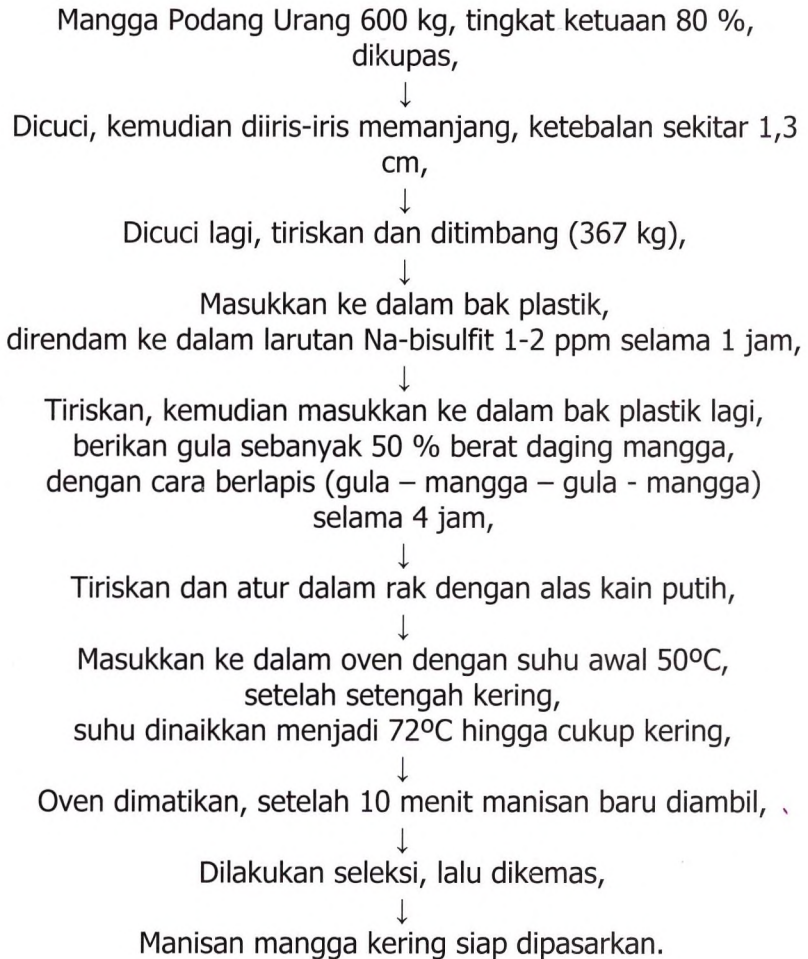 Mangga Podang Urang 600 kg, tingkat ketuaan 80 %,
dikupas,
↓
Dicuci, kemudian diiris-iris memanjang, ketebalan sekitar 1,3
cm,
↓
Dicuci lagi, tiriskan dan ditimbang (367 kg),
↓
Masukkan ke dalam bak plastik,
direndam ke dalam larutan Na-bisulfit 1-2 ppm selama 1 jam,
↓
Tiriskan, kemudian masukkan ke dalam bak plastik lagi,
berikan gula sebanyak 50 % berat daging mangga,
dengan cara berlapis (gula – mangga – gula - mangga)
selama 4 jam,
↓
Tiriskan dan atur dalam rak dengan alas kain putih,
↓
Masukkan ke dalam oven dengan suhu awal 50ºC,
setelah setengah kering,
suhu dinaikkan menjadi 72ºC hingga cukup kering,
↓
Oven dimatikan, setelah 10 menit manisan baru diambil,
↓
Dilakukan seleksi, lalu dikemas,
↓
Manisan mangga kering siap dipasarkan.